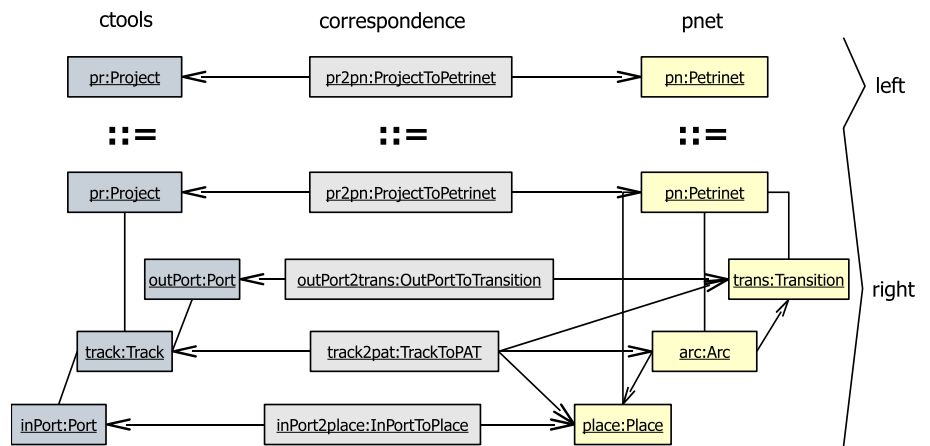 ctools correspondence pnet
pr:Project pr2pn:ProjectToPetrinet pn:Petrinet
left
::= ::= ::=
pr:Project pr2pn:ProjectToPetrinet pn:Petrinet
outPort:Port outPort2trans:OutPortToTransition trans:Transition
right
track:Track track2pat:TrackToPAT arc:Arc
inPort:Port inPort2place:InPortToPlace place:Place